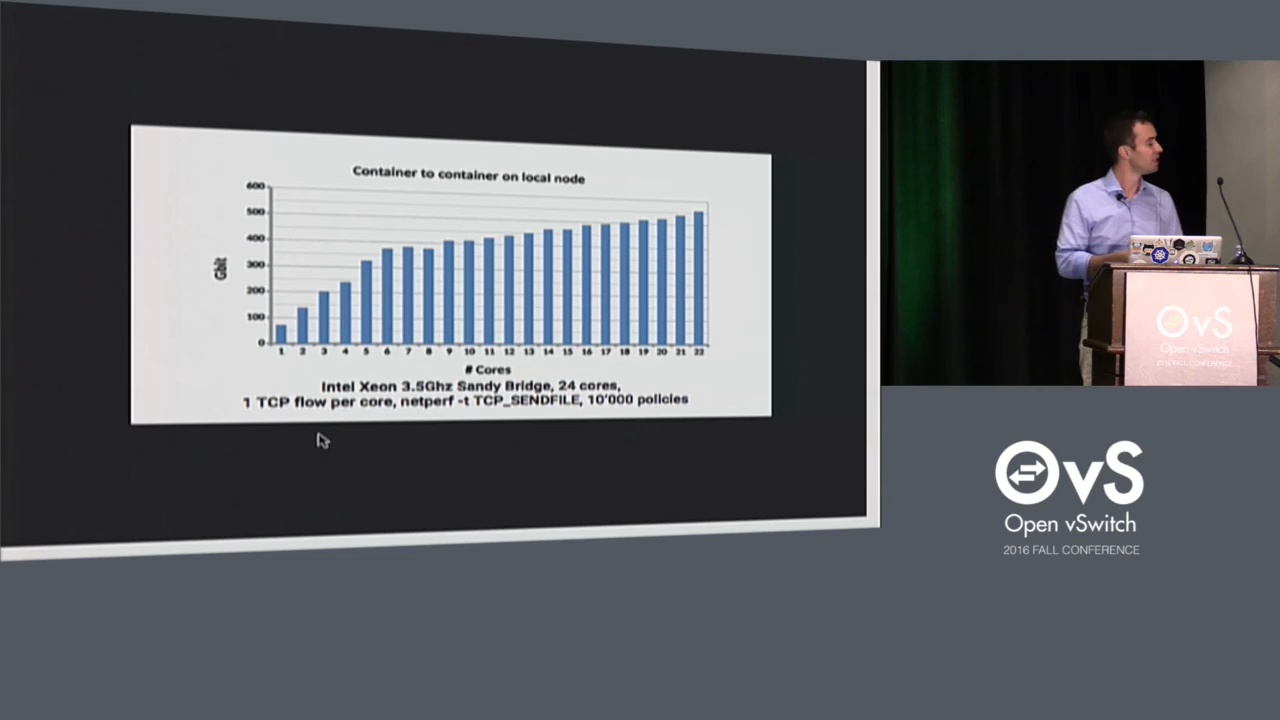 Container to container on local node
600
500
400
300
200
100
0
Gbit
1 2 3 4 5 6 7 8 9 10 11 12 13 14 15 16 17 18 19 20 21 22
# Cores
Intel Xeon 3.5Ghz Sandy Bridge, 24 cores,
1 TCP flow per core, netperf -t TCP_SENDFILE, 10'000 policies
OvS
Open vSwitch
2016 FALL CONFERENCE
OvS
Open vSwitch
2016 FALL CONFERENCE